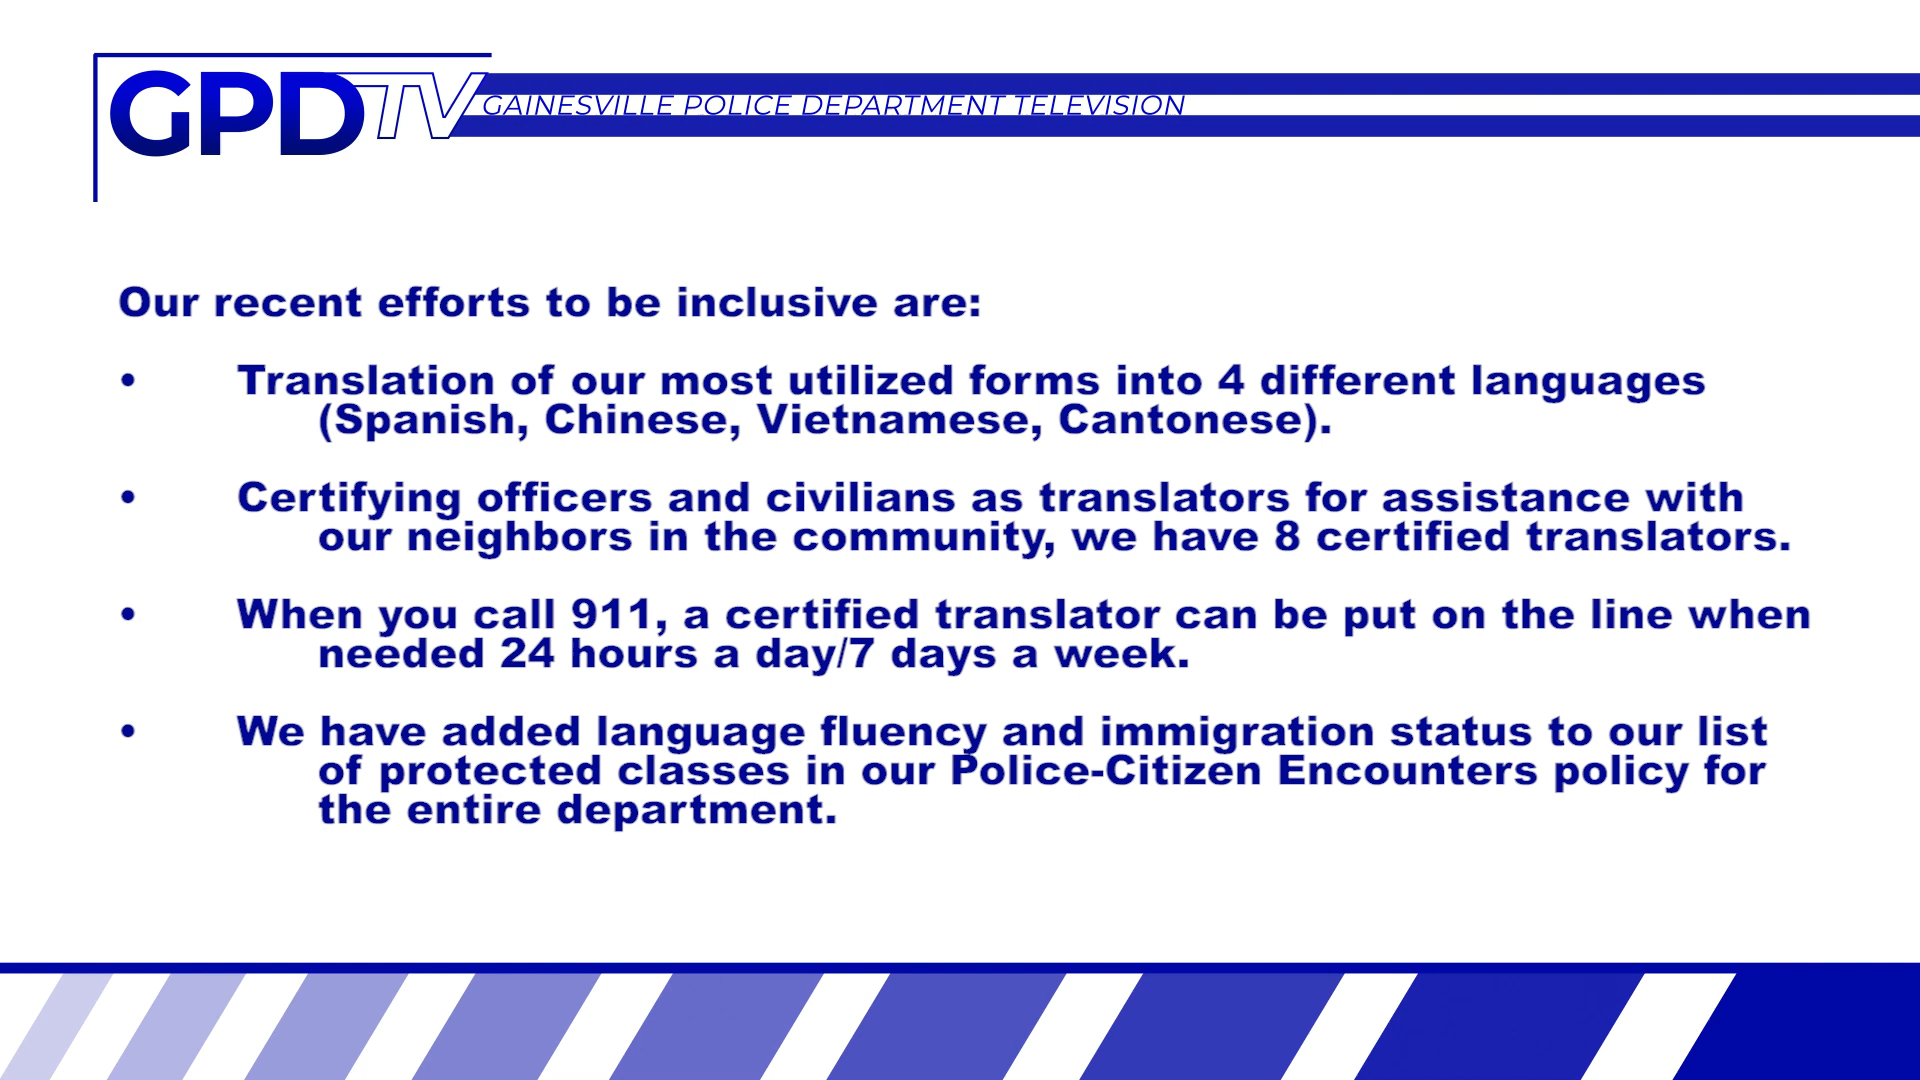 GPDTV GAINESVILLE POLICE DEPARTMENT TELEVISION
Our recent efforts to be inclusive are:
• Translation of our most utilized forms into 4 different languages
(Spanish, Chinese, Vietnamese, Cantonese).
• Certifying officers and civilians as translators for assistance with
our neighbors in the community, we have 8 certified translators.
• When you call 911, a certified translator can be put on the line when
needed 24 hours a day/7 days a week.
• We have added language fluency and immigration status to our list
of protected classes in our Police-Citizen Encounters policy for
the entire department.